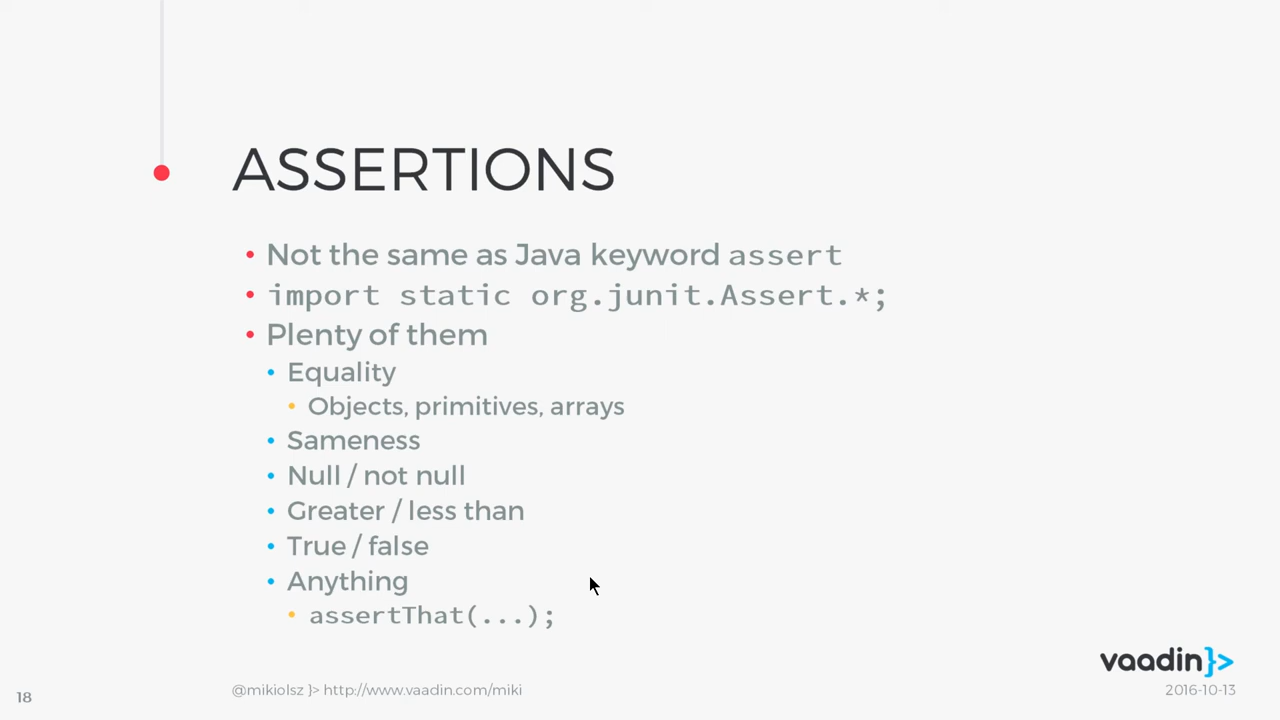 ASSERTIONS
• Not the same as Java keyword assert
• import static org.junit.Assert.*;
• Plenty of them
• Equality
• Objects, primitives, arrays
• Sameness
• Null / not null
• Greater / less than
• True / false
• Anything
• assertThat(...);
vaadin}>
18
@mikiolsz }> http://www.vaadin.com/miki
2016-10-13